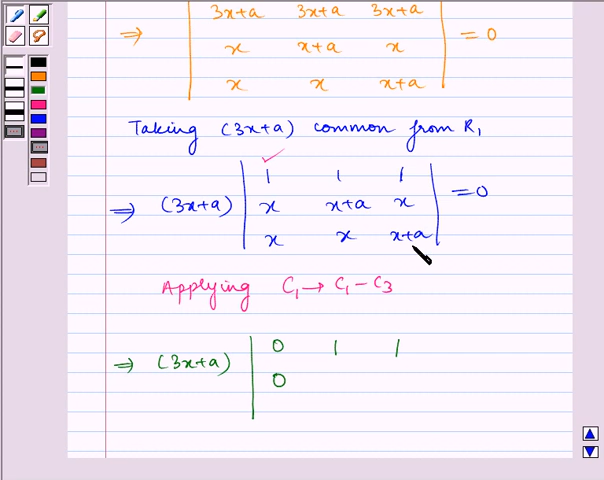 3x+a 3x+a 3x+a
⇒ x x+a x = 0
x x x+a
Taking (3x+a) common from R₁
1 1 1
⇒ (3x+a) x x+a x = 0
x x x+a
Applying C₁ → C₁ - C₃
0 1 1
⇒ (3x+a)
0